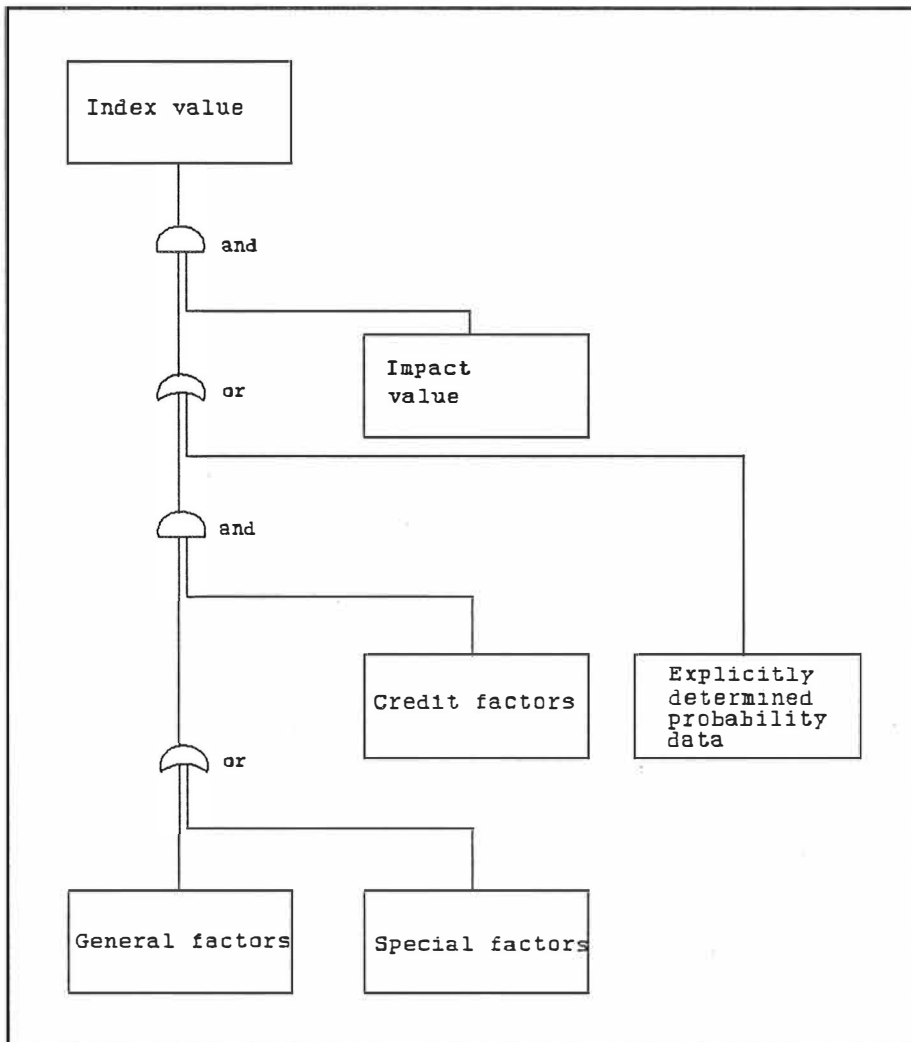 Index value
and
Impact
value
or
and
Credit factors
Explicitly
determined
probability
data
or
General factors
Special factors